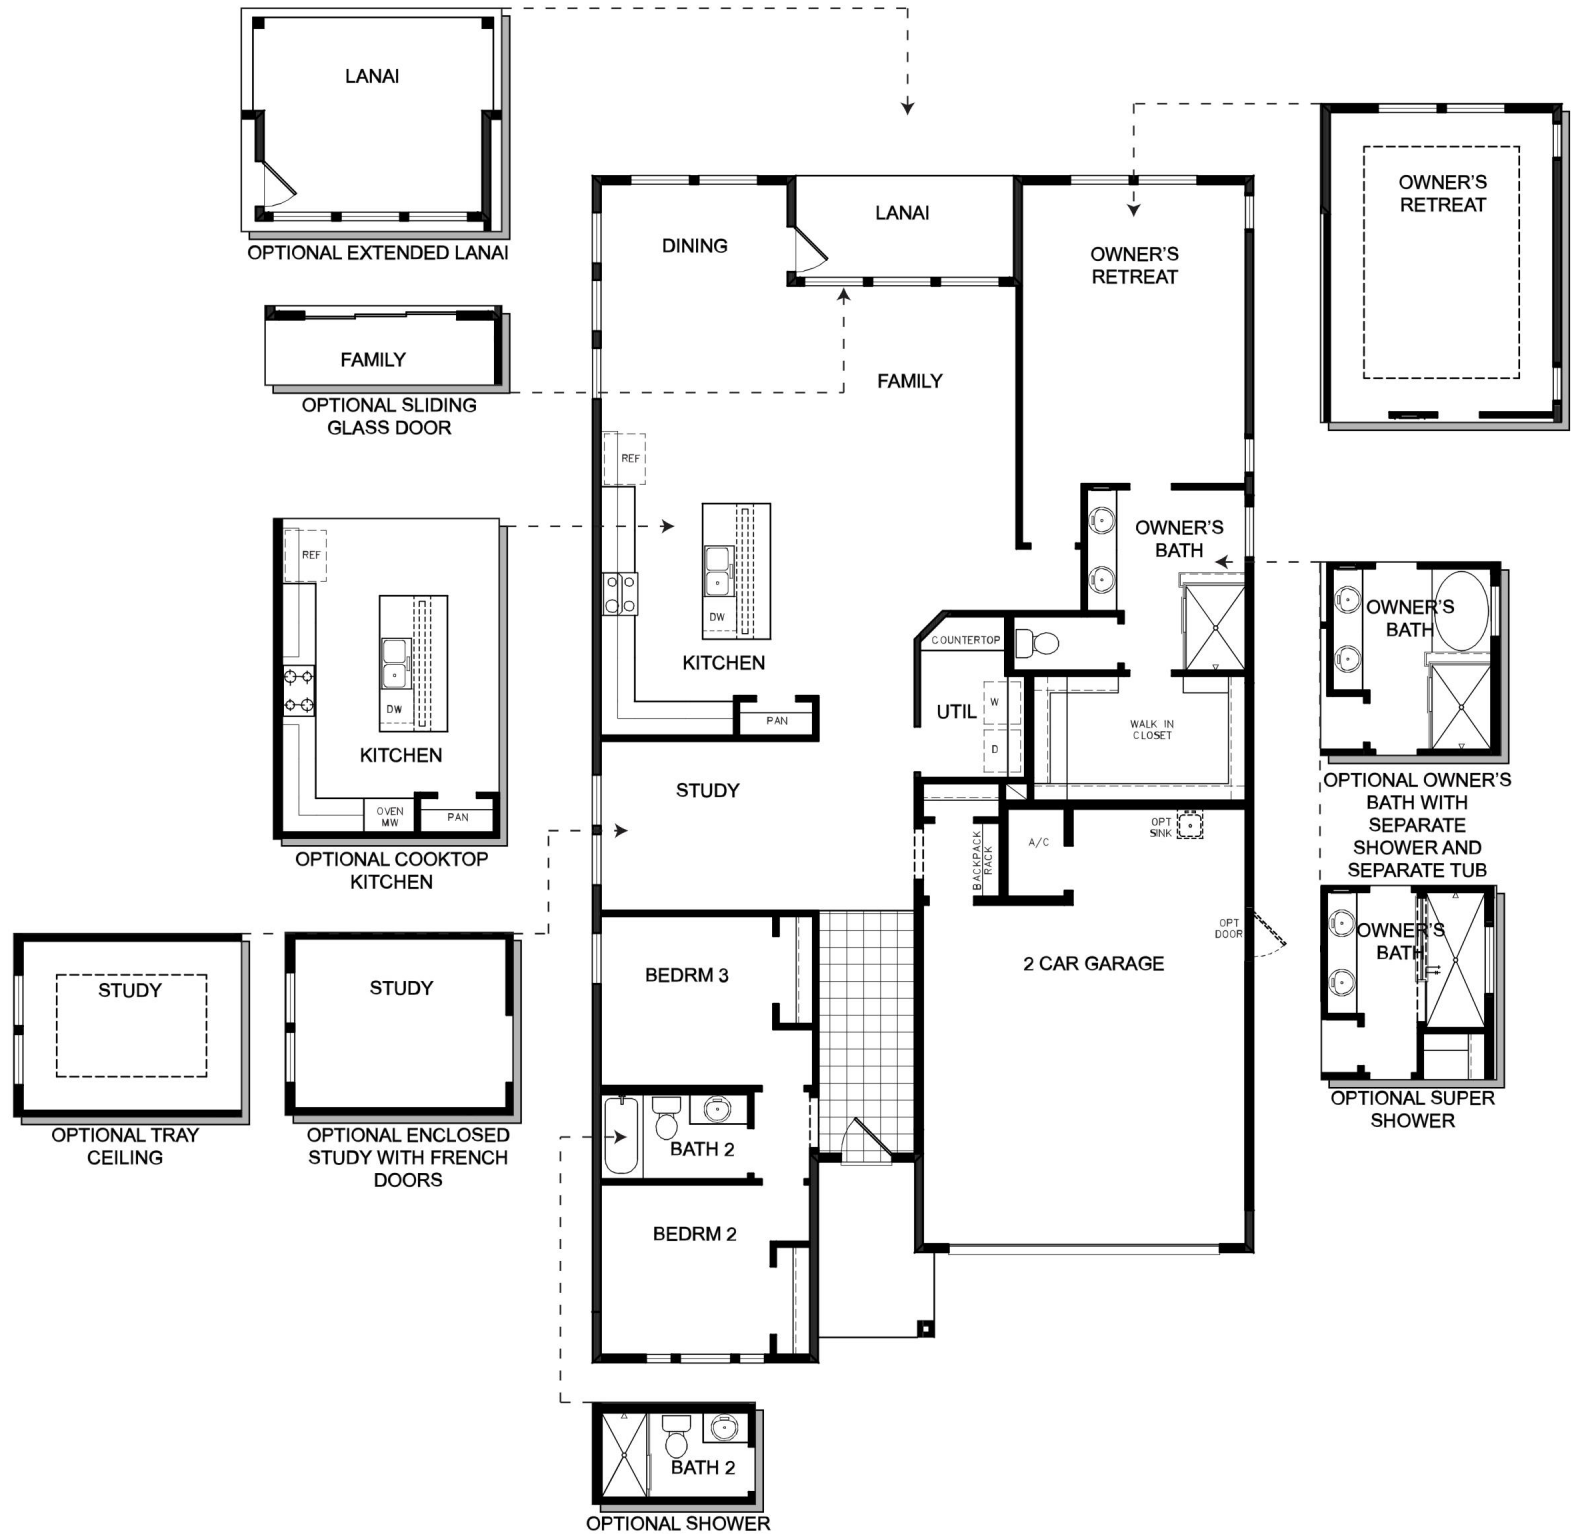 LANAI
OPTIONAL EXTENDED LANAI
FAMILY
OPTIONAL SLIDING
GLASS DOOR
REF
DW
KITCHEN
OVEN
MW
PAN
OPTIONAL COOKTOP
KITCHEN
STUDY
OPTIONAL TRAY
CEILING
STUDY
OPTIONAL ENCLOSED
STUDY WITH FRENCH
DOORS
DINING
LANAI
OWNER'S
RETREAT
FAMILY
REF
DW
KITCHEN
PAN
OWNER'S
BATH
COUNTERTOP
UTIL
W
D
WALK IN
CLOSET
STUDY
BACKPACK
RACK
A/C
OPT
SINK
OPT
DOOR
2 CAR GARAGE
BEDRM 3
BATH 2
BEDRM 2
BATH 2
OPTIONAL SHOWER
OWNER'S
RETREAT
OWNER'S
BATH
OPTIONAL OWNER'S
BATH WITH
SEPARATE
SHOWER AND
SEPARATE TUB
OWNER'S
BATH
OPTIONAL SUPER
SHOWER